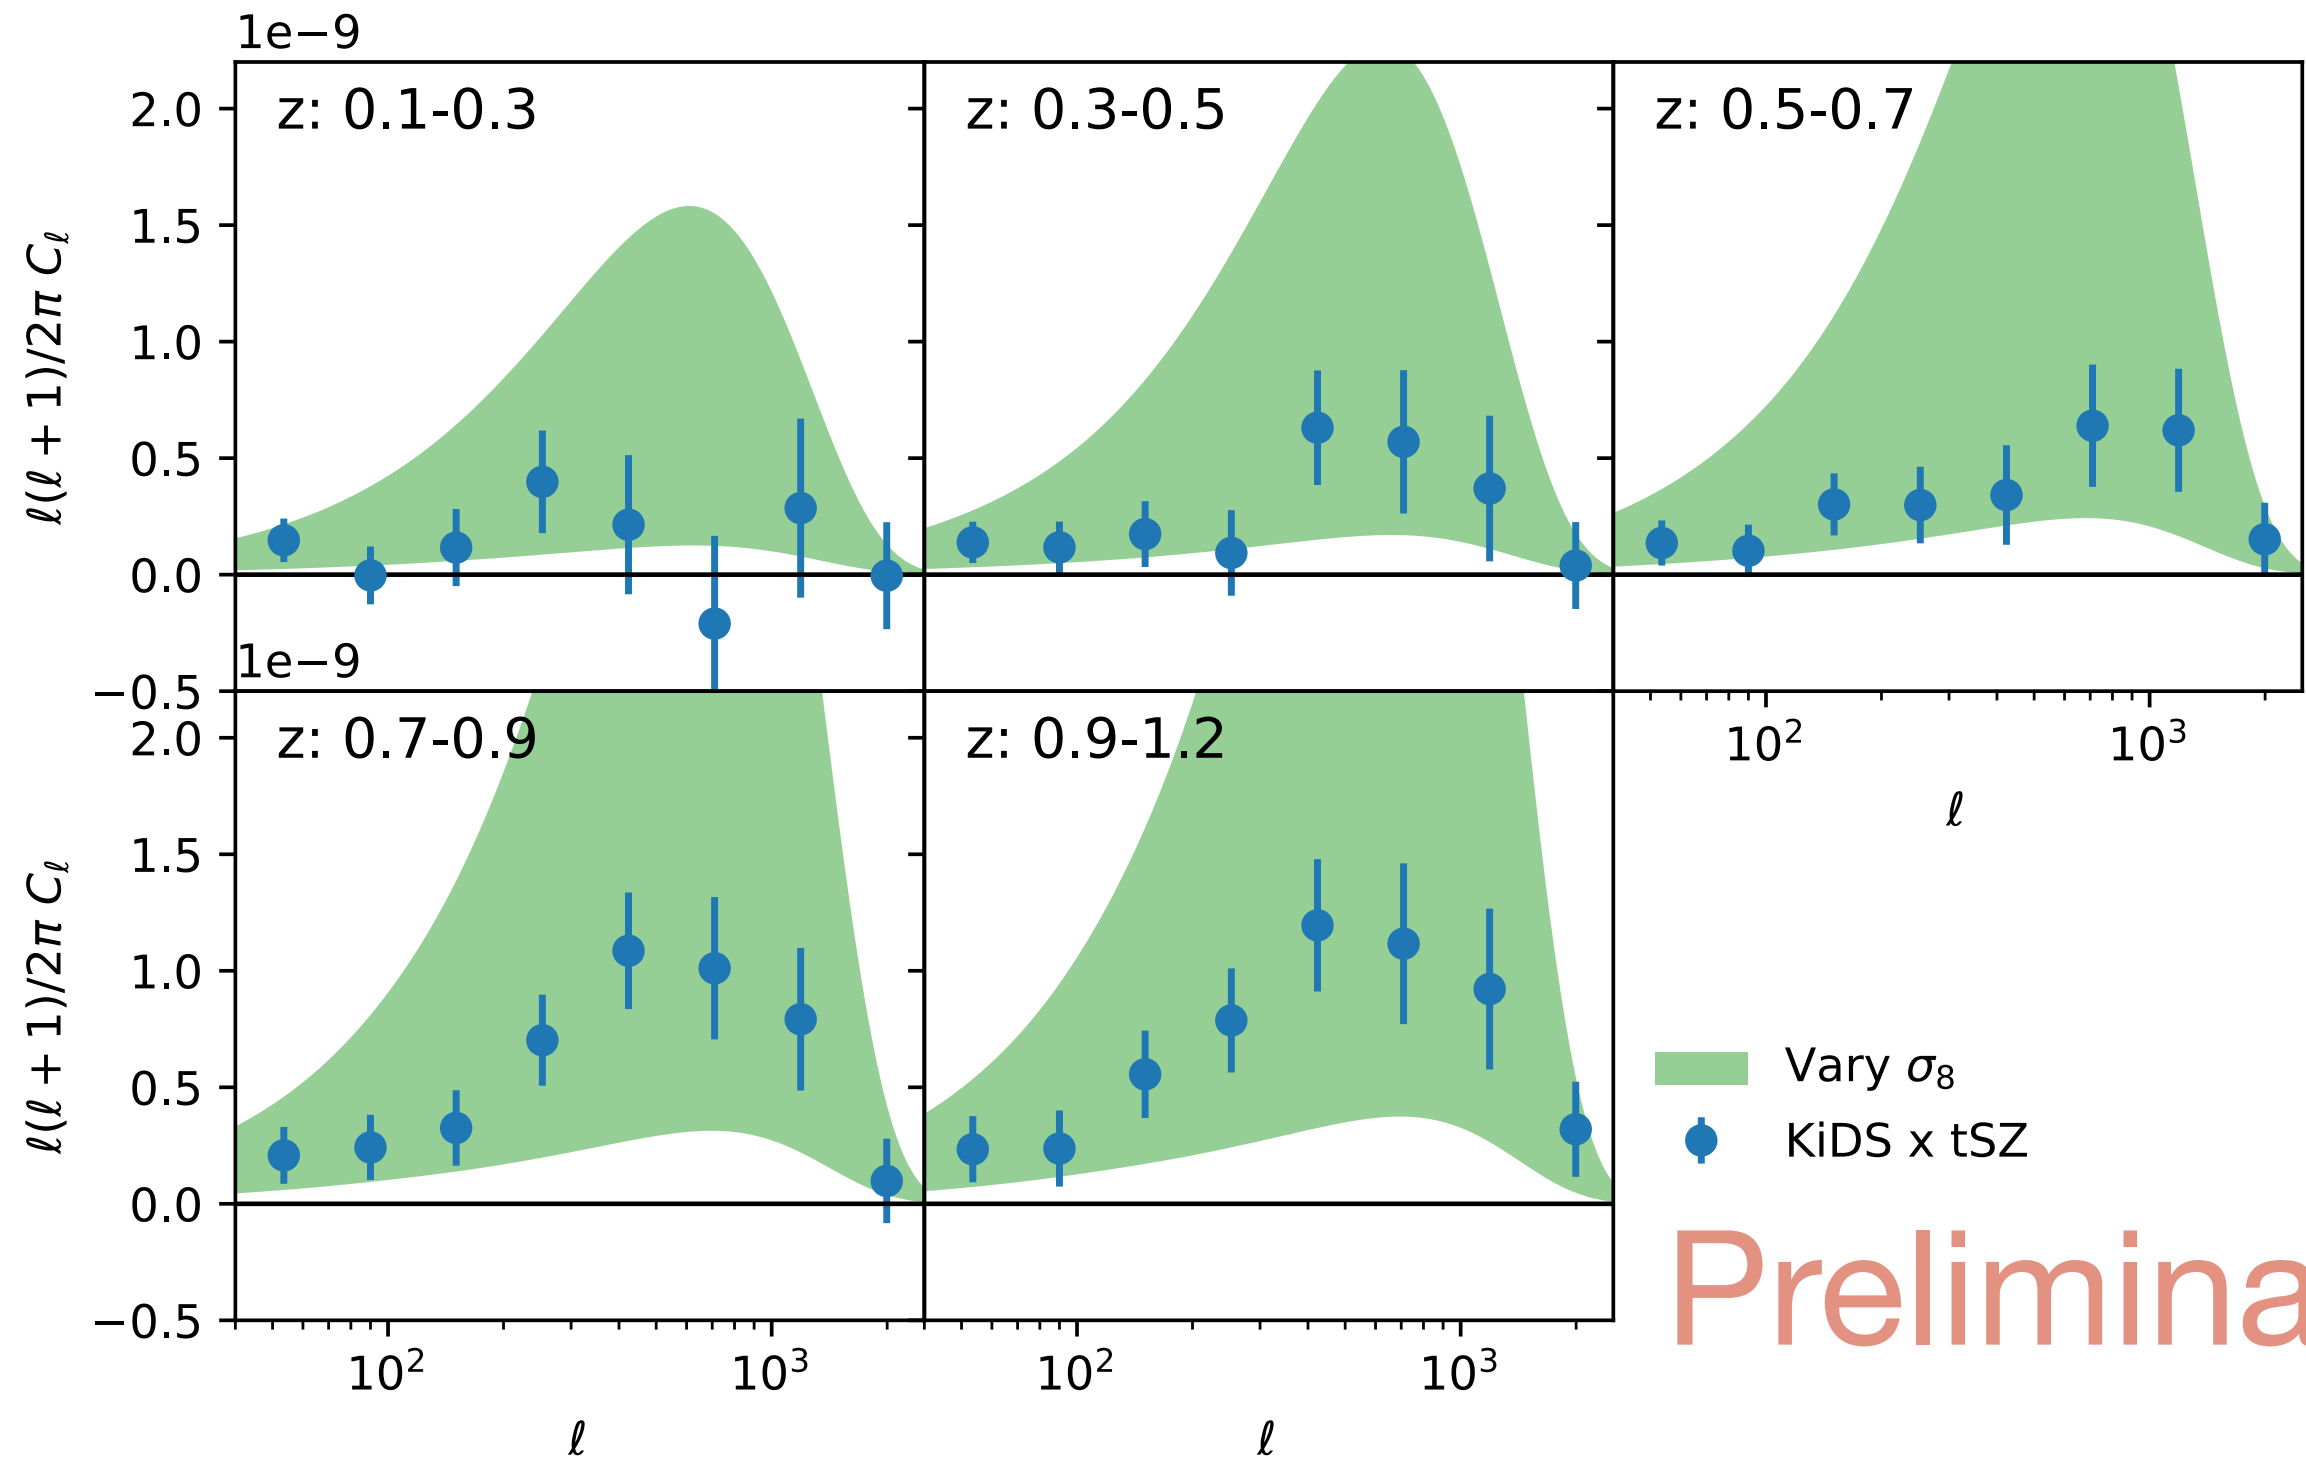 1e−9
z: 0.1-0.3
z: 0.3-0.5
z: 0.5-0.7
2.0
1.5
1.0
0.5
0.0
−0.5
ℓ(ℓ + 1)/2π Cℓ
10² 10³
ℓ
1e−9
z: 0.7-0.9
z: 0.9-1.2
2.0
1.5
1.0
0.5
0.0
−0.5
ℓ(ℓ + 1)/2π Cℓ
10² 10³
ℓ
10² 10³
ℓ
Vary σ₈
KiDS x tSZ
Prelimina